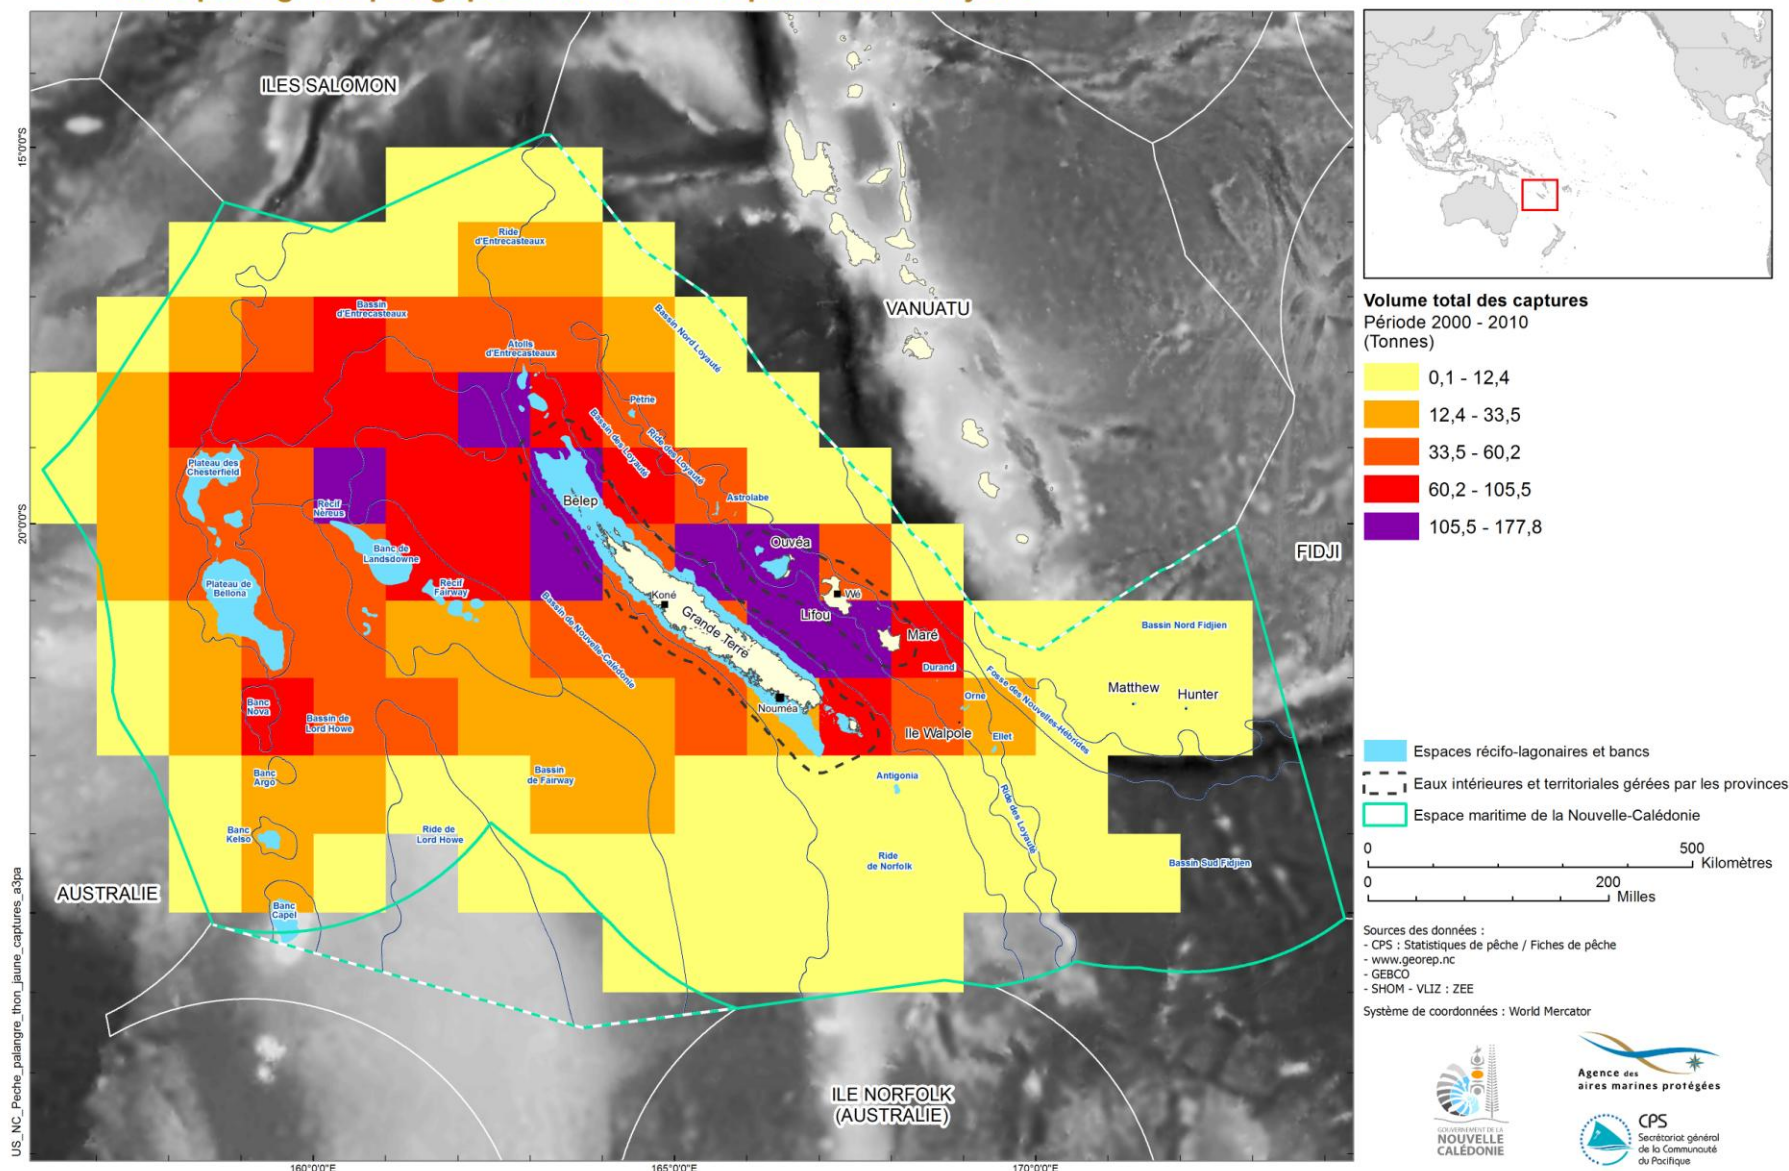 ILES SALOMON
VANUATU
FIDJI
AUSTRALIE
ILE NORFOLK
(AUSTRALIE)
15°0'0"S
20°0'0"S
160°0'0"E
165°0'0"E
170°0'0"E
Ride
d'Entrecasteaux
Bassin
d'Entrecasteaux
Atolls
d'Entrecasteaux
Bassin Nord Loyauté
Pétrie
Bassin des Loyauté
Ride des Loyauté
Astrolabe
Plateau des
Chesterfield
Récif
Néréus
Banc de
Landsdowne
Récif
Fairway
Plateau de
Bellona
Belep
Ouvéa
Wé
Lifou
Koné
Grande Terre
Maré
Durand
Bassin de Nouvelle-Calédonie
Bassin Nord Fidjien
Matthew
Hunter
Fosse des Nouvelles-Hébrides
Orne
Ile Walpole
Ellet
Nouméa
Banc
Nova
Bassin de
Lord Howe
Banc
Argo
Bassin
de Fairway
Antigonia
Ride des Loyauté
Banc
Kelso
Ride de
Lord Howe
Ride
de Norfolk
Bassin Sud Fidjien
Banc
Capel
US_NC_Peche_palangre_thon_jaune_captures_a3pa
Volume total des captures
Période 2000 - 2010
(Tonnes)
0,1 - 12,4
12,4 - 33,5
33,5 - 60,2
60,2 - 105,5
105,5 - 177,8
Espaces récifo-lagonaires et bancs
Eaux intérieures et territoriales gérées par les provinces
Espace maritime de la Nouvelle-Calédonie
0 500
Kilomètres
0 200
Milles
Sources des données :
- CPS : Statistiques de pêche / Fiches de pêche
- www.georep.nc
- GEBCO
- SHOM - VLIZ : ZEE
Système de coordonnées : World Mercator
GOUVERNEMENT DE LA
NOUVELLE
CALÉDONIE
Agence des
aires marines protégées
CPS
Secrétariat général
de la Communauté
du Pacifique